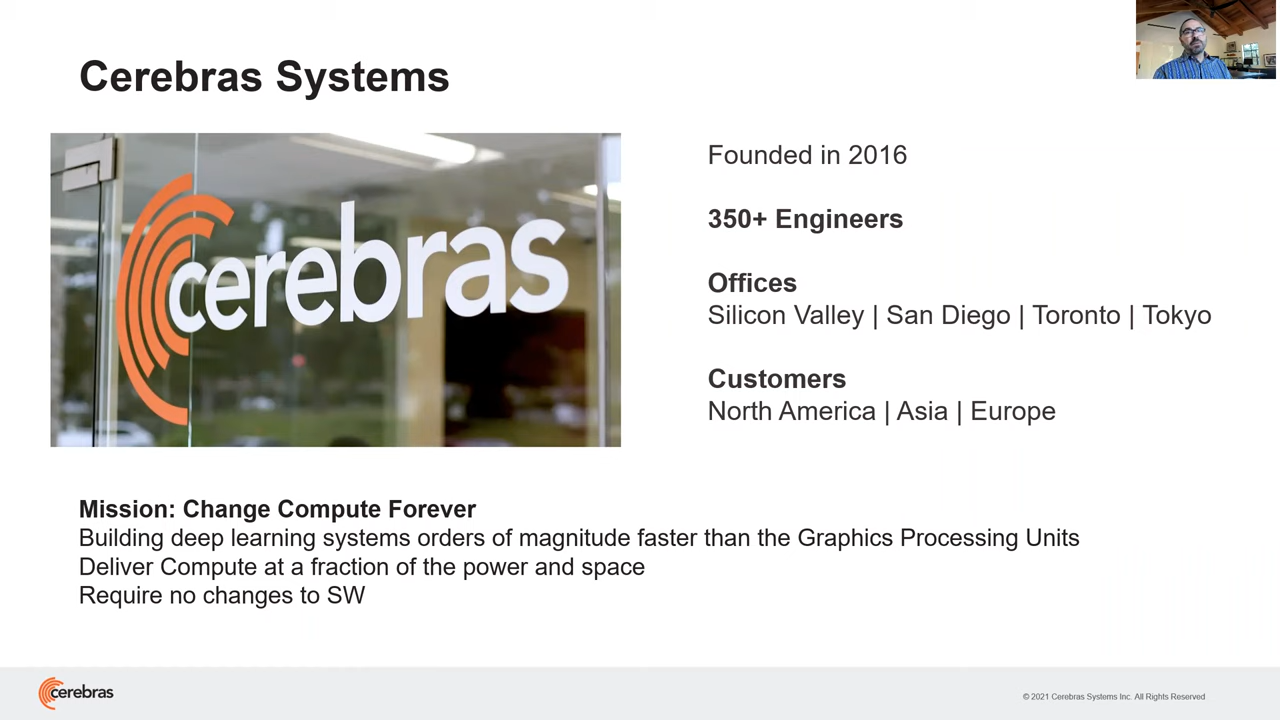 Cerebras Systems
cerebras
Founded in 2016
350+ Engineers
Offices
Silicon Valley | San Diego | Toronto | Tokyo
Customers
North America | Asia | Europe
Mission: Change Compute Forever
Building deep learning systems orders of magnitude faster than the Graphics Processing Units
Deliver Compute at a fraction of the power and space
Require no changes to SW
cerebras
© 2021 Cerebras Systems Inc. All Rights Reserved